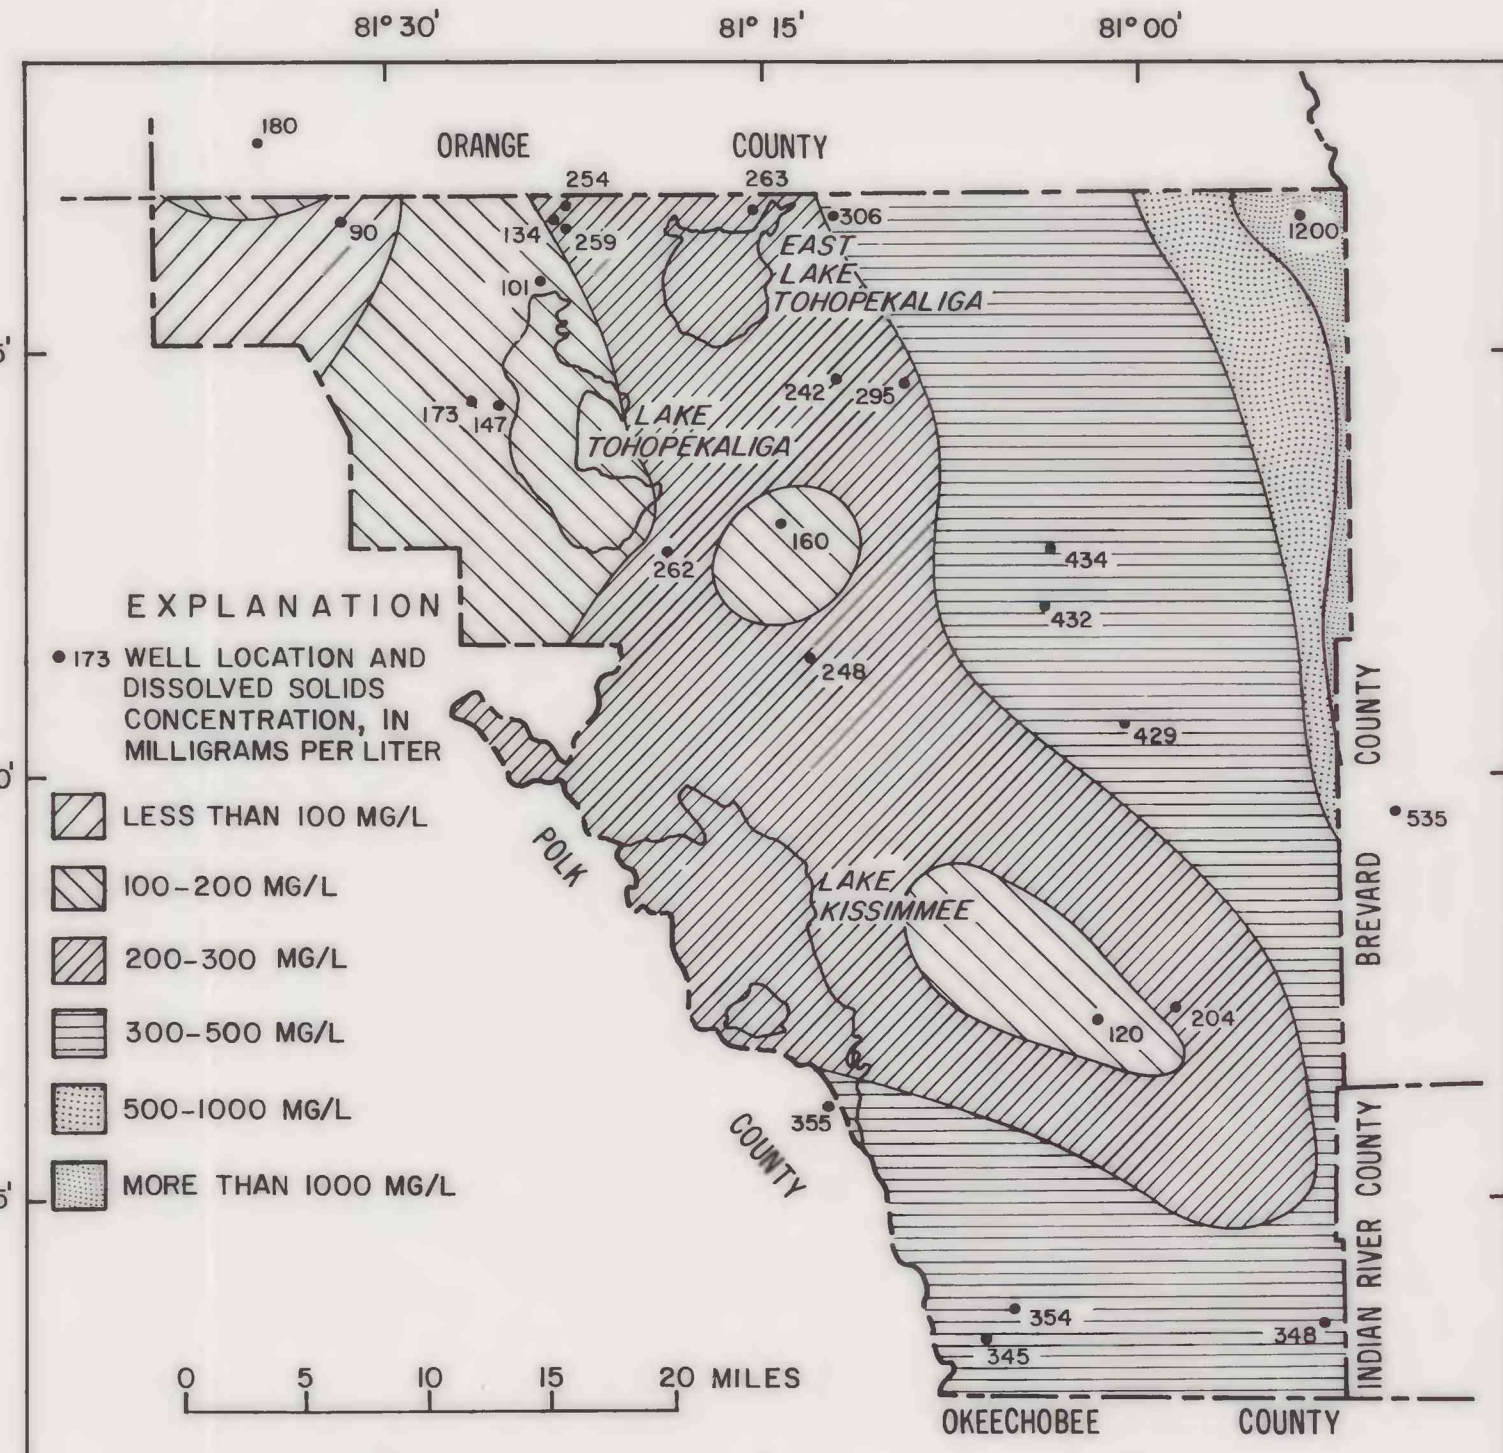 81° 30'
81° 15'
81° 00'
180
ORANGE COUNTY
254
263
90
134
259
306
1200
EAST
LAKE
TOHOPEKALIGA
101
5'
242
295
173
147
LAKE
TOHOPEKALIGA
160
262
434
432
248
429
EXPLANATION
173 WELL LOCATION AND
DISSOLVED SOLIDS
CONCENTRATION, IN
MILLIGRAMS PER LITER
0'
LESS THAN 100 MG/L
100-200 MG/L
200-300 MG/L
300-500 MG/L
500-1000 MG/L
MORE THAN 1000 MG/L
5'
POLK
COUNTY
LAKE
KISSIMMEE
535
BREVARD COUNTY
120
204
355
INDIAN RIVER COUNTY
354
345
348
0 5 10 15 20 MILES
OKEECHOBEE COUNTY